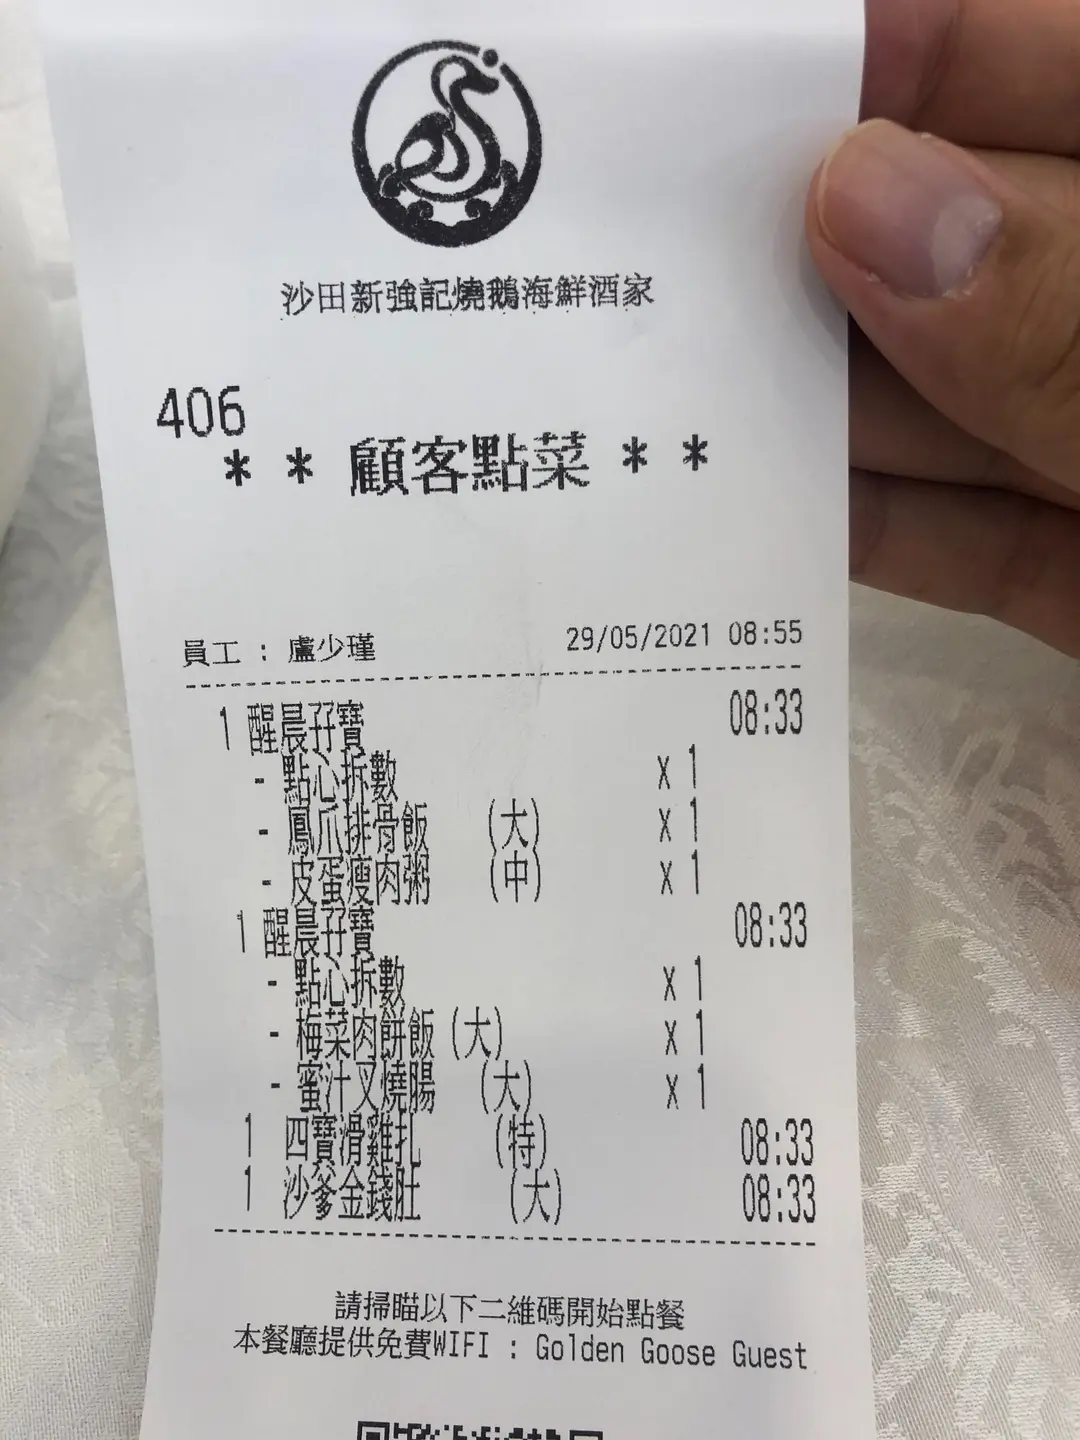 沙田新強記燒鵝海鮮酒家
406
* * 顧客點菜 * *
員工 : 盧少瑾 29/05/2021 08:55
1 醒晨孖寶 08:33
- 點心拆數 x 1
- 鳳爪排骨飯 (大) x 1
- 皮蛋瘦肉粥 (中) x 1
1 醒晨孖寶 08:33
- 點心拆數 x 1
- 梅菜肉餅飯 (大) x 1
- 蜜汁叉燒腸 (大) x 1
1 四寶滑雞扎 (特) 08:33
1 沙爹金錢肚 (大) 08:33
請掃瞄以下二維碼開始點餐
本餐廳提供免費WIFI : Golden Goose Guest